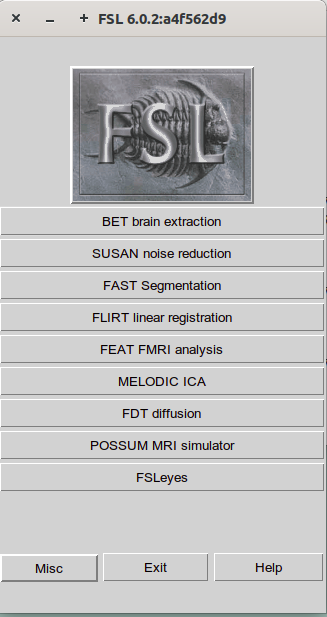 FSL 6.0.2:a4f562d9
FSL
BET brain extraction
SUSAN noise reduction
FAST Segmentation
FLIRT linear registration
FEAT FMRI analysis
MELODIC ICA
FDT diffusion
POSSUM MRI simulator
FSLeyes
Misc Exit Help